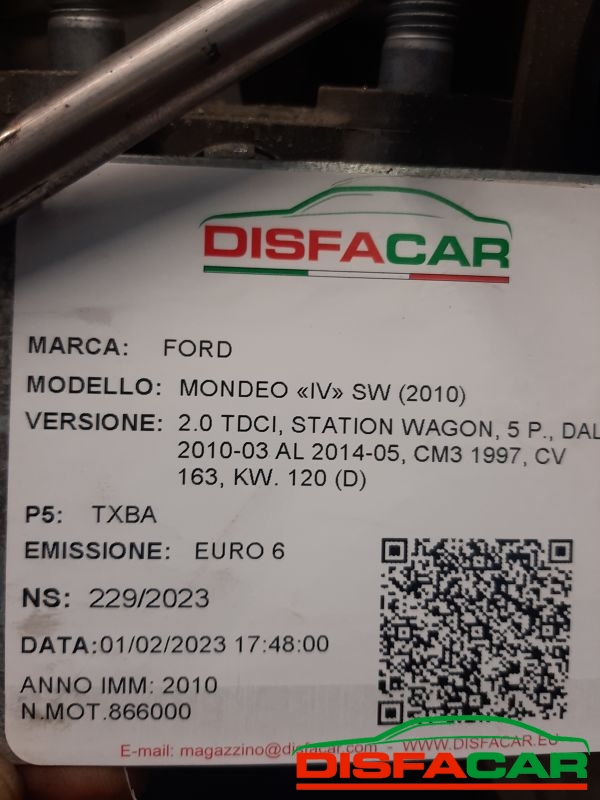 DISFACAR
MARCA: FORD
MODELLO: MONDEO «IV» SW (2010)
VERSIONE: 2.0 TDCI, STATION WAGON, 5 P., DAL
2010-03 AL 2014-05, CM3 1997, CV
163, KW. 120 (D)
P5: TXBA
EMISSIONE: EURO 6
NS: 229/2023
DATA:01/02/2023 17:48:00
ANNO IMM: 2010
N.MOT.866000
E-mail: magazzino@disfacar.eu - WWW.DISFACAR.EU
DISFACAR